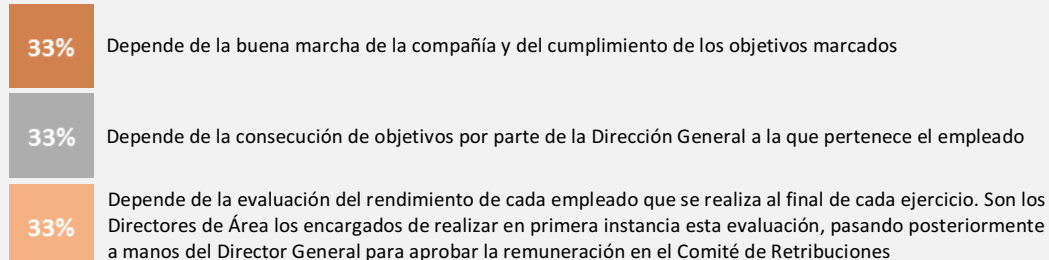 33%
Depende de la buena marcha de la compañía y del cumplimiento de los objetivos marcados
33%
Depende de la consecución de objetivos por parte de la Dirección General a la que pertenece el empleado
33%
Depende de la evaluación del rendimiento de cada empleado que se realiza al final de cada ejercicio. Son los
Directores de Área los encargados de realizar en primera instancia esta evaluación, pasando posteriormente
a manos del Director General para aprobar la remuneración en el Comité de Retribuciones